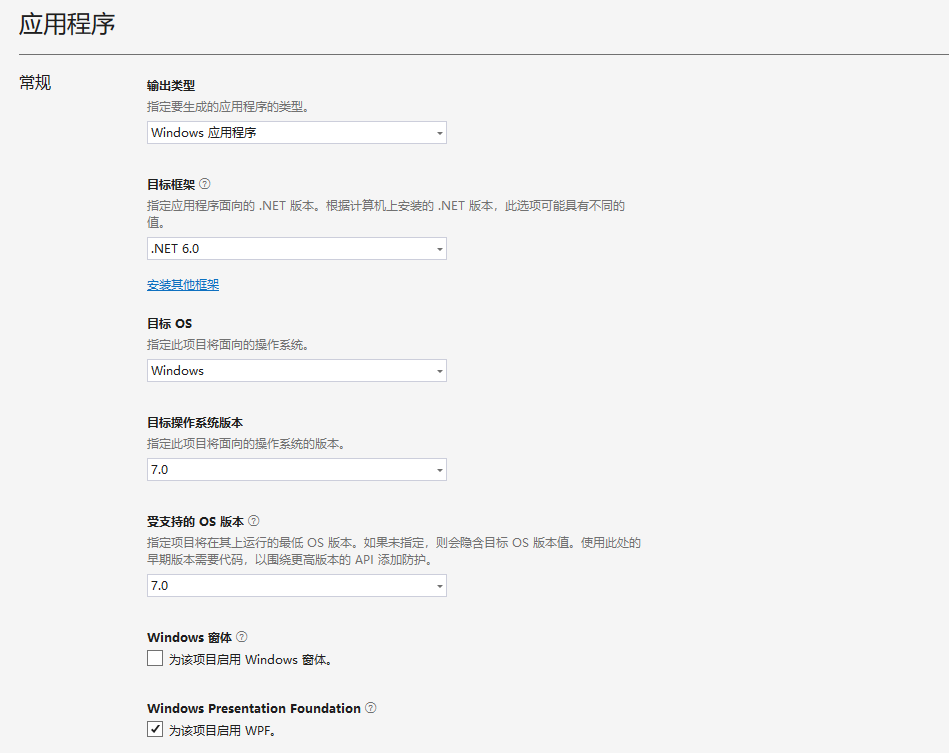 应用程序
常规
输出类型
指定要生成的应用程序的类型。
Windows 应用程序
目标框架
指定应用程序面向的 .NET 版本。根据计算机上安装的 .NET 版本，此选项可能具有不同的
值。
.NET 6.0
安装其他框架
目标 OS
指定此项目将面向的操作系统。
Windows
目标操作系统版本
指定此项目将面向的操作系统的版本。
7.0
受支持的 OS 版本
指定项目将在其上运行的最低 OS 版本。如果未指定，则会隐含目标 OS 版本值。使用此处的
早期版本需要代码，以围绕更高版本的 API 添加防护。
7.0
Windows 窗体
为该项目启用 Windows 窗体。
Windows Presentation Foundation
为该项目启用 WPF。